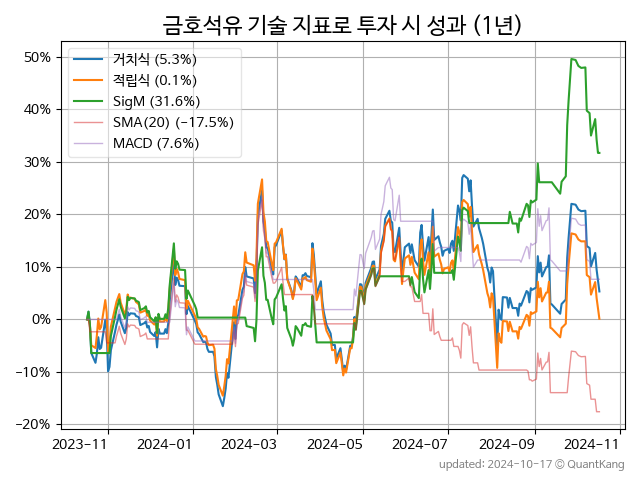 금호석유 기술 지표로 투자 시 성과 (1년)
거치식 (5.3%)
적립식 (0.1%)
SigM (31.6%)
SMA(20) (−17.5%)
MACD (7.6%)
50%
40%
30%
20%
10%
0%
−10%
−20%
2023-11
2024-01
2024-03
2024-05
2024-07
2024-09
2024-11
updated: 2024-10-17 © QuantKang